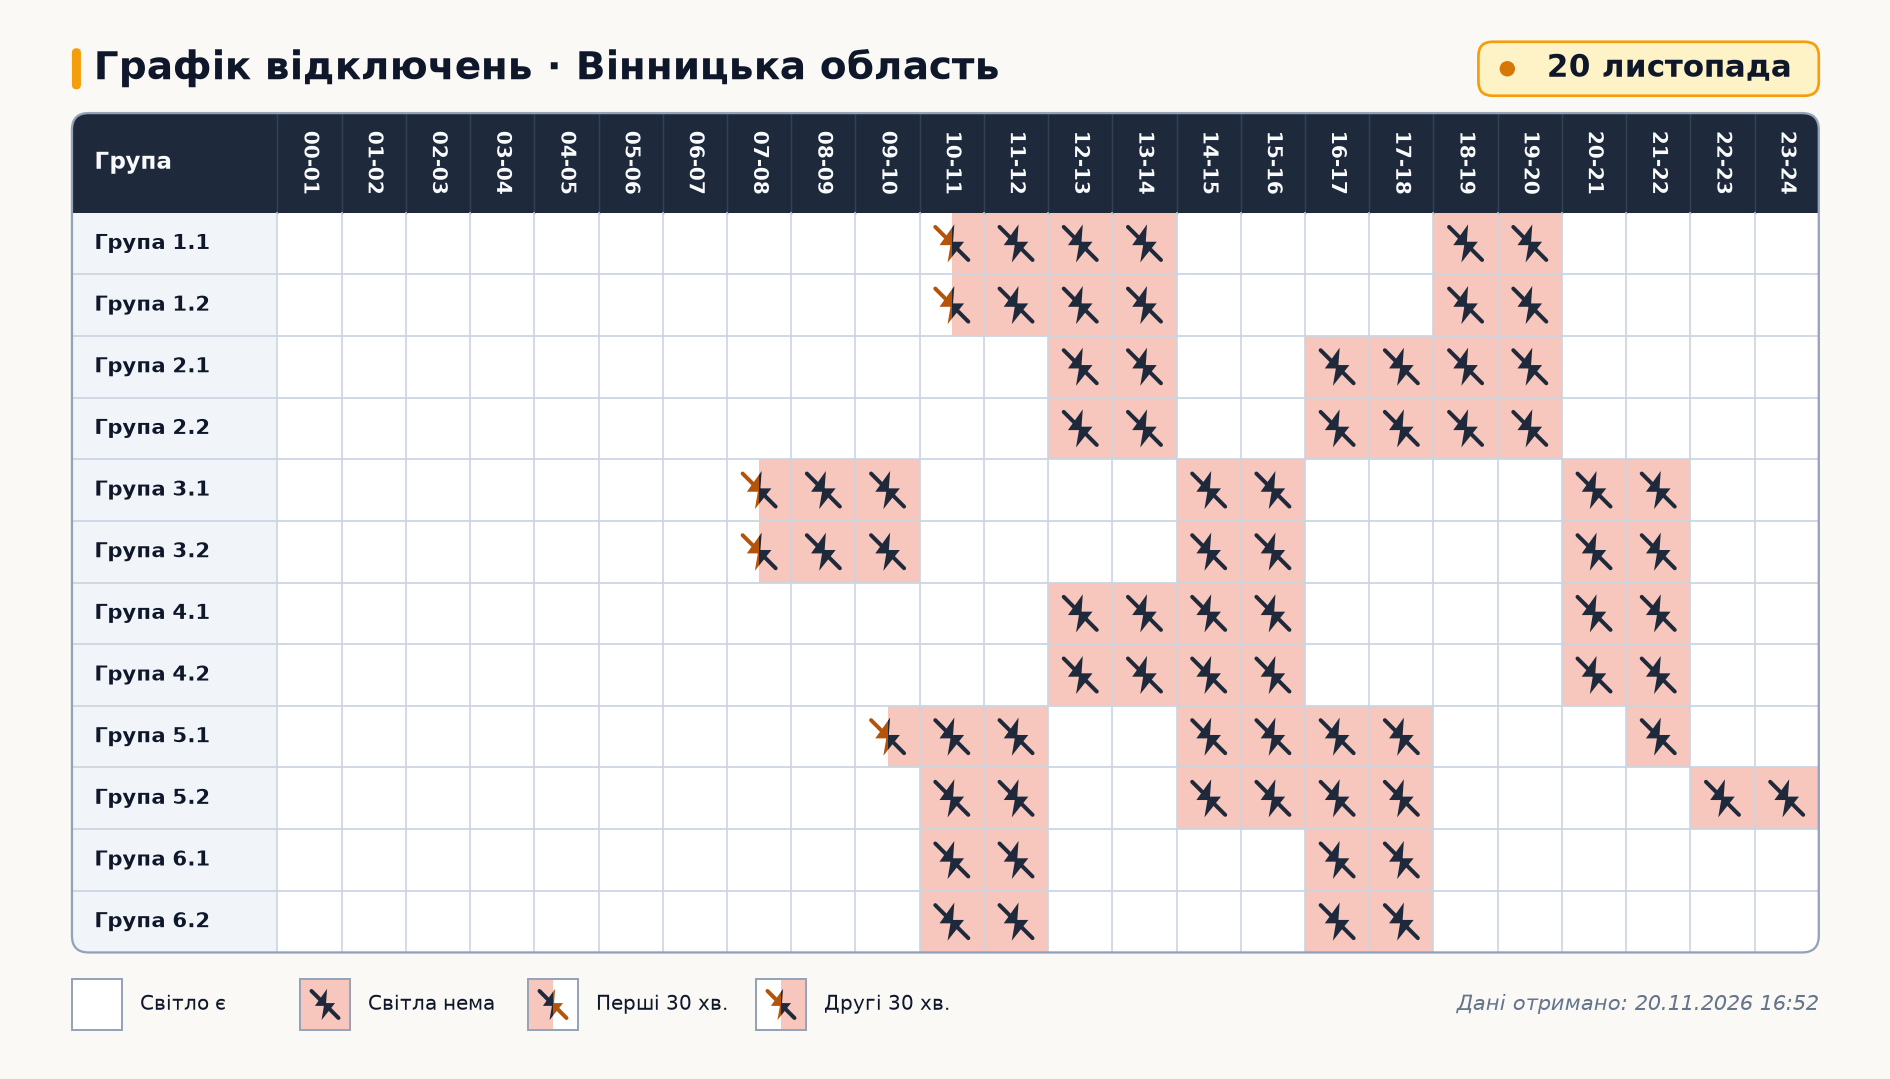 Графік відключень · Вінницька область
20 листопада
Група 00-01 01-02 02-03 03-04 04-05 05-06 06-07 07-08 08-09 09-10 10-11 11-12 12-13 13-14 14-15 15-16 16-17 17-18 18-19 19-20 20-21 21-22 22-23 23-24
Група 1.1
Група 1.2
Група 2.1
Група 2.2
Група 3.1
Група 3.2
Група 4.1
Група 4.2
Група 5.1
Група 5.2
Група 6.1
Група 6.2
Світло є Світла нема Перші 30 хв. Другі 30 хв.
Дані отримано: 20.11.2026 16:52